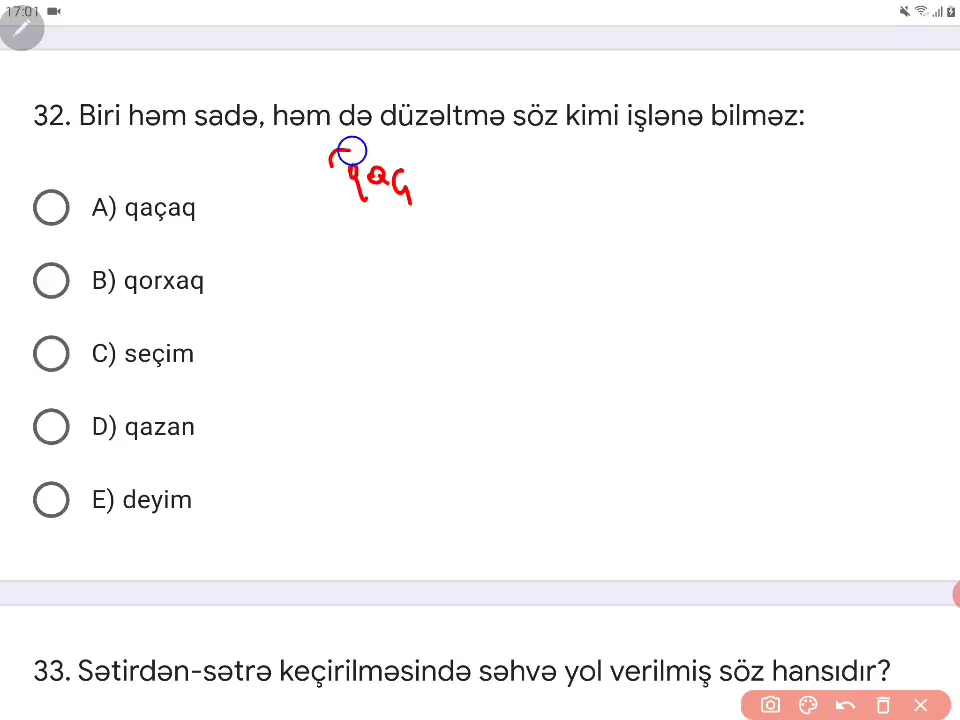 17:01
32. Biri həm sadə, həm də düzəltmə söz kimi işlənə bilməz:
qaç
A) qaçaq
B) qorxaq
C) seçim
D) qazan
E) deyim
33. Sətirdən-sətrə keçirilməsində səhvə yol verilmiş söz hansıdır?